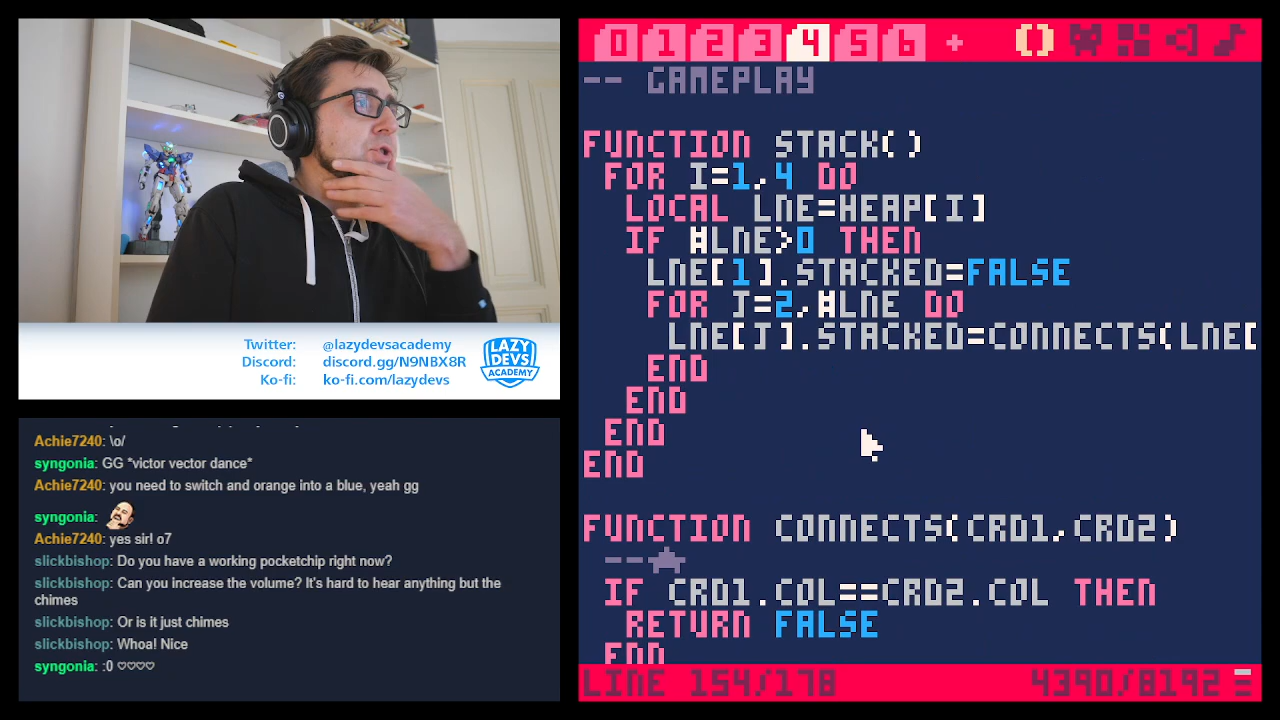 Twitter: @lazydevsacademy
Discord: discord.gg/N9NBX8R
Ko-fi: ko-fi.com/lazydevs
LAZY
DEVS
ACADEMY
Achie7240: \o/
syngonia: GG *victor vector dance*
Achie7240: you need to switch and orange into a blue, yeah gg
syngonia:
Achie7240: yes sir! o7
slickbishop: Do you have a working pocketchip right now?
slickbishop: Can you increase the volume? It's hard to hear anything but the
chimes
slickbishop: Or is it just chimes
slickbishop: Whoa! Nice
syngonia: :0 ♡♡♡♡
0 1 2 3 4 5 6 + ()
-- GAMEPLAY
FUNCTION STACK()
FOR I=1,4 DO
LOCAL LNE=HEAP[I]
IF #LNE>0 THEN
LNE[1].STACKED=FALSE
FOR J=2,#LNE DO
LNE[J].STACKED=CONNECTS(LNE[
END
END
END
END
FUNCTION CONNECTS(CRD1,CRD2)
--
IF CRD1.COL==CRD2.COL THEN
RETURN FALSE
END
LINE 154/178 4390/8192